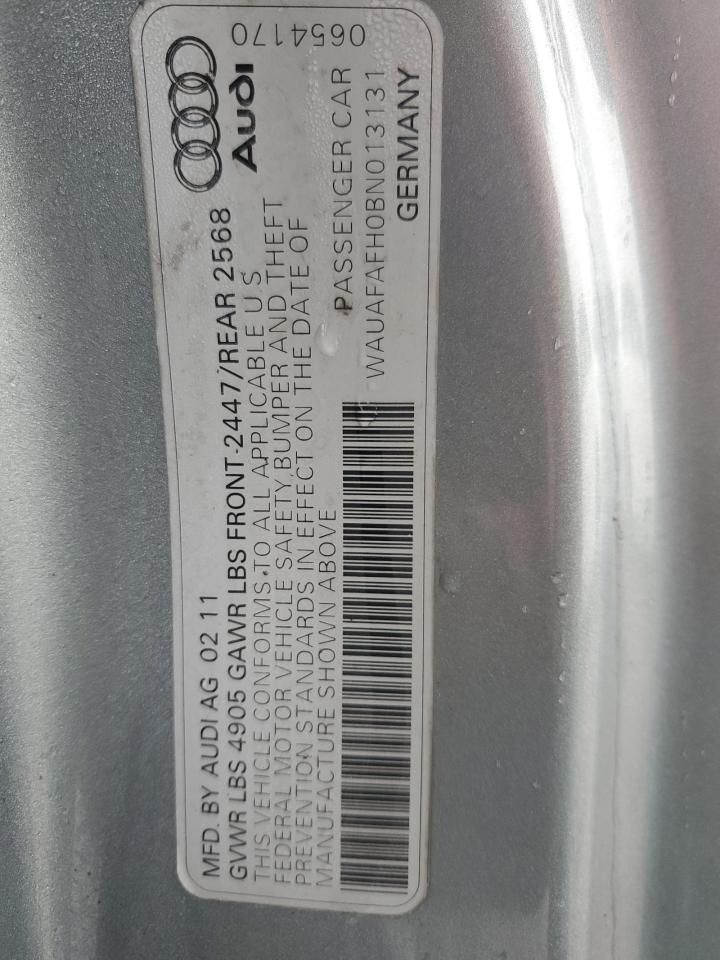 MFD. BY AUDI AG 02 11
GVWR LBS 4905 GAWR LBS FRONT-2447/REAR 2568
THIS VEHICLE CONFORMS TO ALL APPLICABLE U.S
FEDERAL MOTOR VEHICLE SAFETY, BUMPER AND THEFT
PREVENTION STANDARDS IN EFFECT ON THE DATE OF
MANUFACTURE SHOWN ABOVE
Audi
0654170
PASSENGER CAR
WAUAFAFH0BN013131
GERMANY